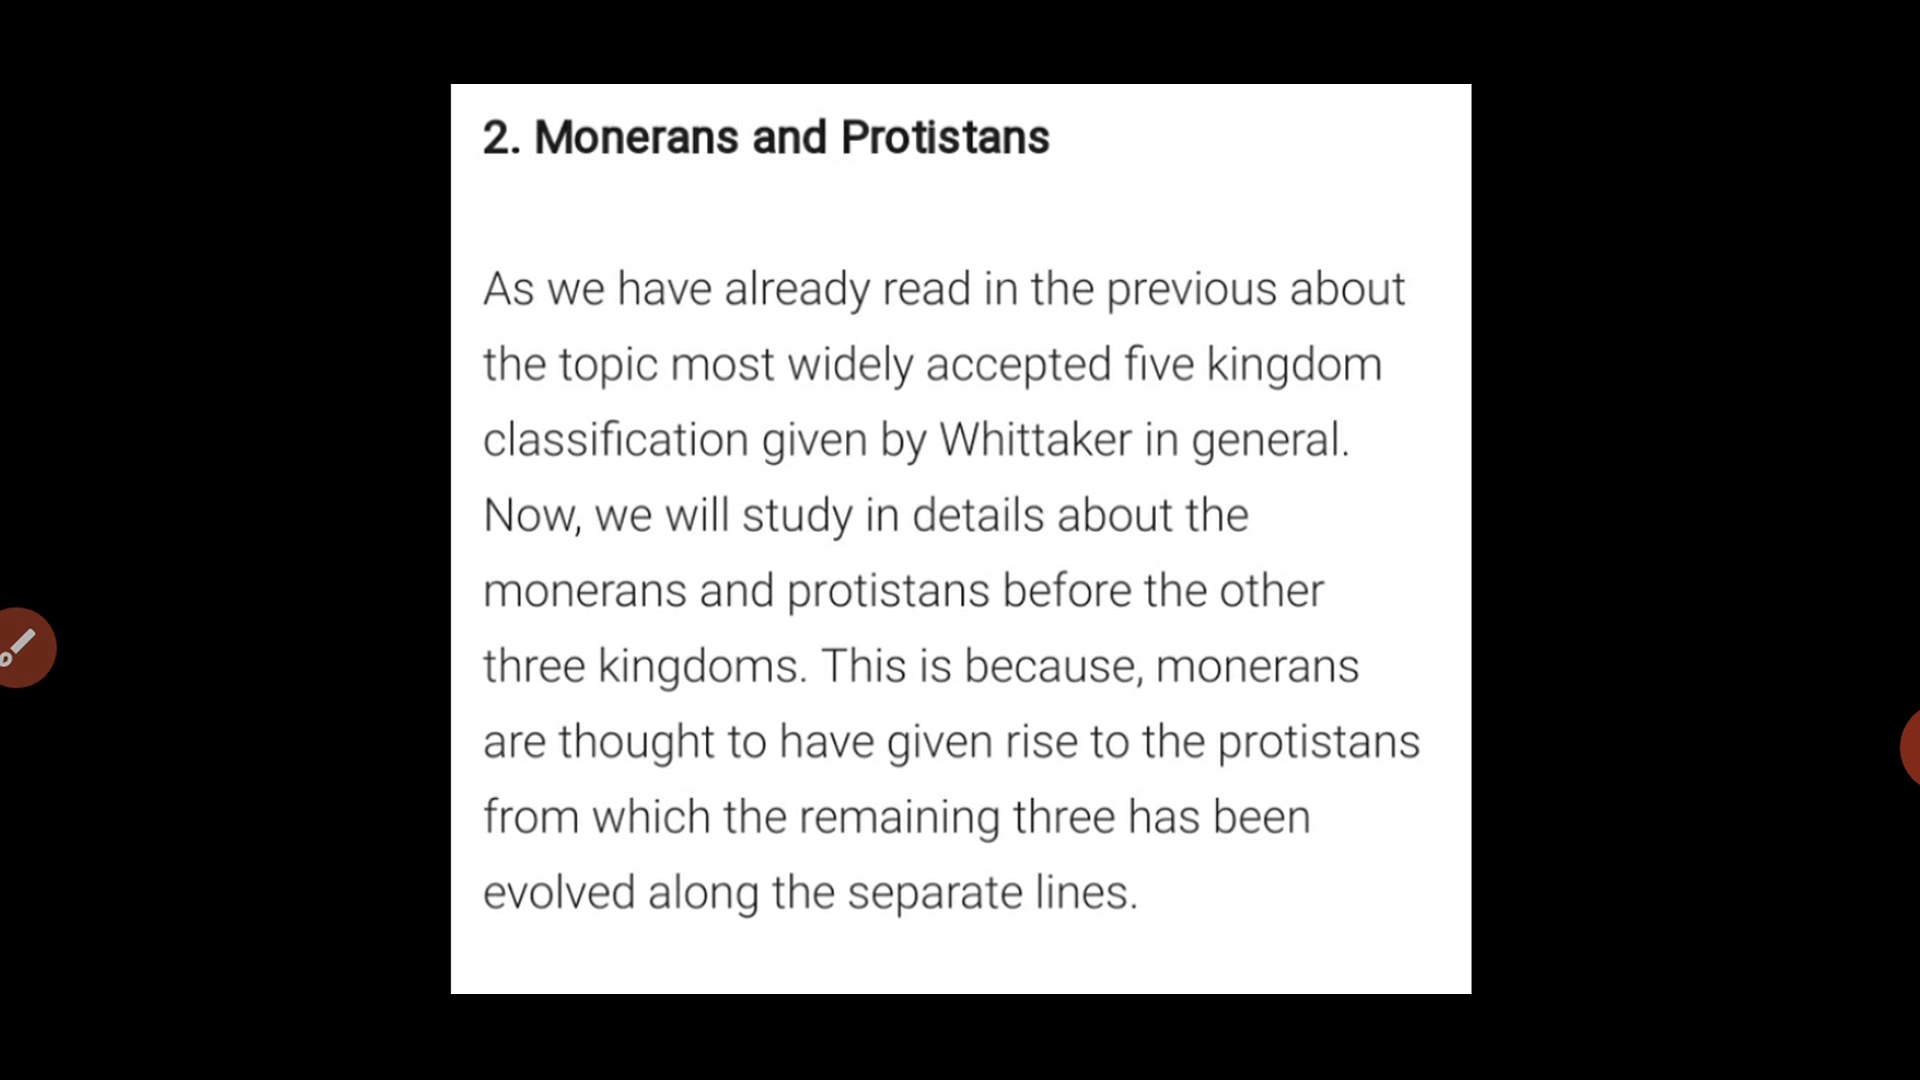 2. Monerans and Protistans
As we have already read in the previous about
the topic most widely accepted five kingdom
classification given by Whittaker in general.
Now, we will study in details about the
monerans and protistans before the other
three kingdoms. This is because, monerans
are thought to have given rise to the protistans
from which the remaining three has been
evolved along the separate lines.